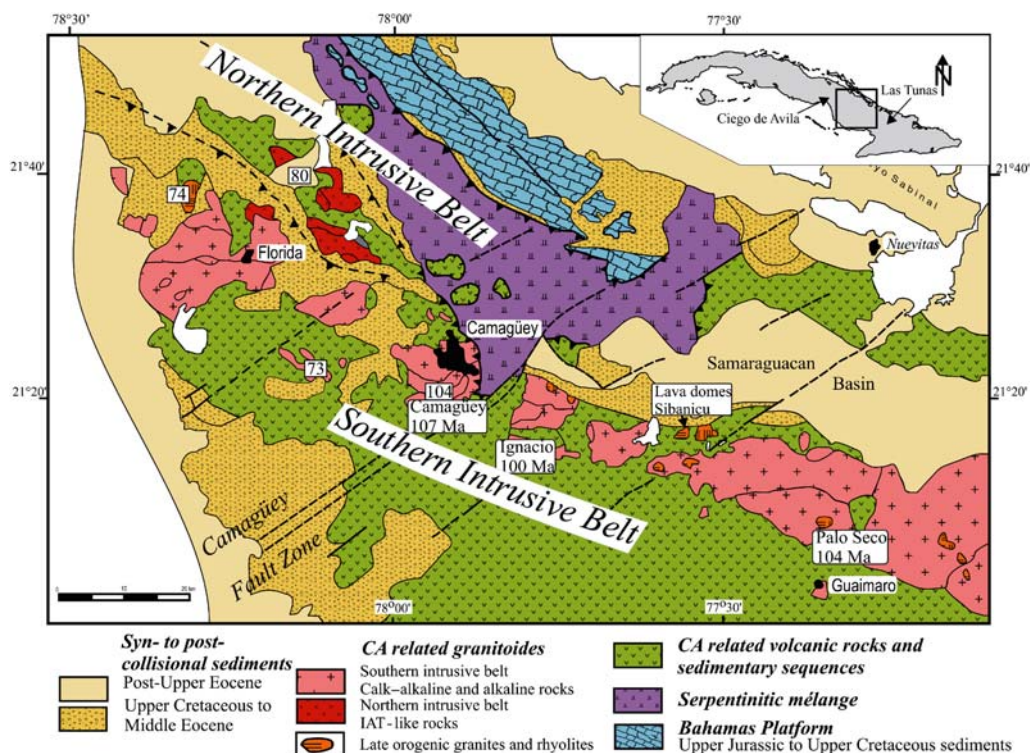 78°30'
78°00'
77°30'
N
Las Tunas
Ciego de Avila
Northern Intrusive Belt
21°40'
21°40'
80
74
yo Sabinal
Nueyitas
Florida
Camagüey
Samaraguacan
Basin
73
21°20'
21°20'
Lava domes
Sibanicu
104
Camagüey
107 Ma
Ignacio
100 Ma
Southern Intrusive Belt
Camagüey
Fault Zone
Palo Seco
104 Ma
Guaimaro
78°00'
77°30'
Syn- to post-
collisional sediments
Post-Upper Eocene
Upper Cretaceous to
Middle Eocene
CA related granitoides
Southern intrusive belt
Calk-alkaline and alkaline rocks
Northern intrusive belt
IAT-like rocks
Late orogenic granites and rhyolites
CA related volcanic rocks and
sedimentary sequences
Serpentinitic mélange
Bahamas Platform
Upper Jurassic to Upper Cretaceous sediments